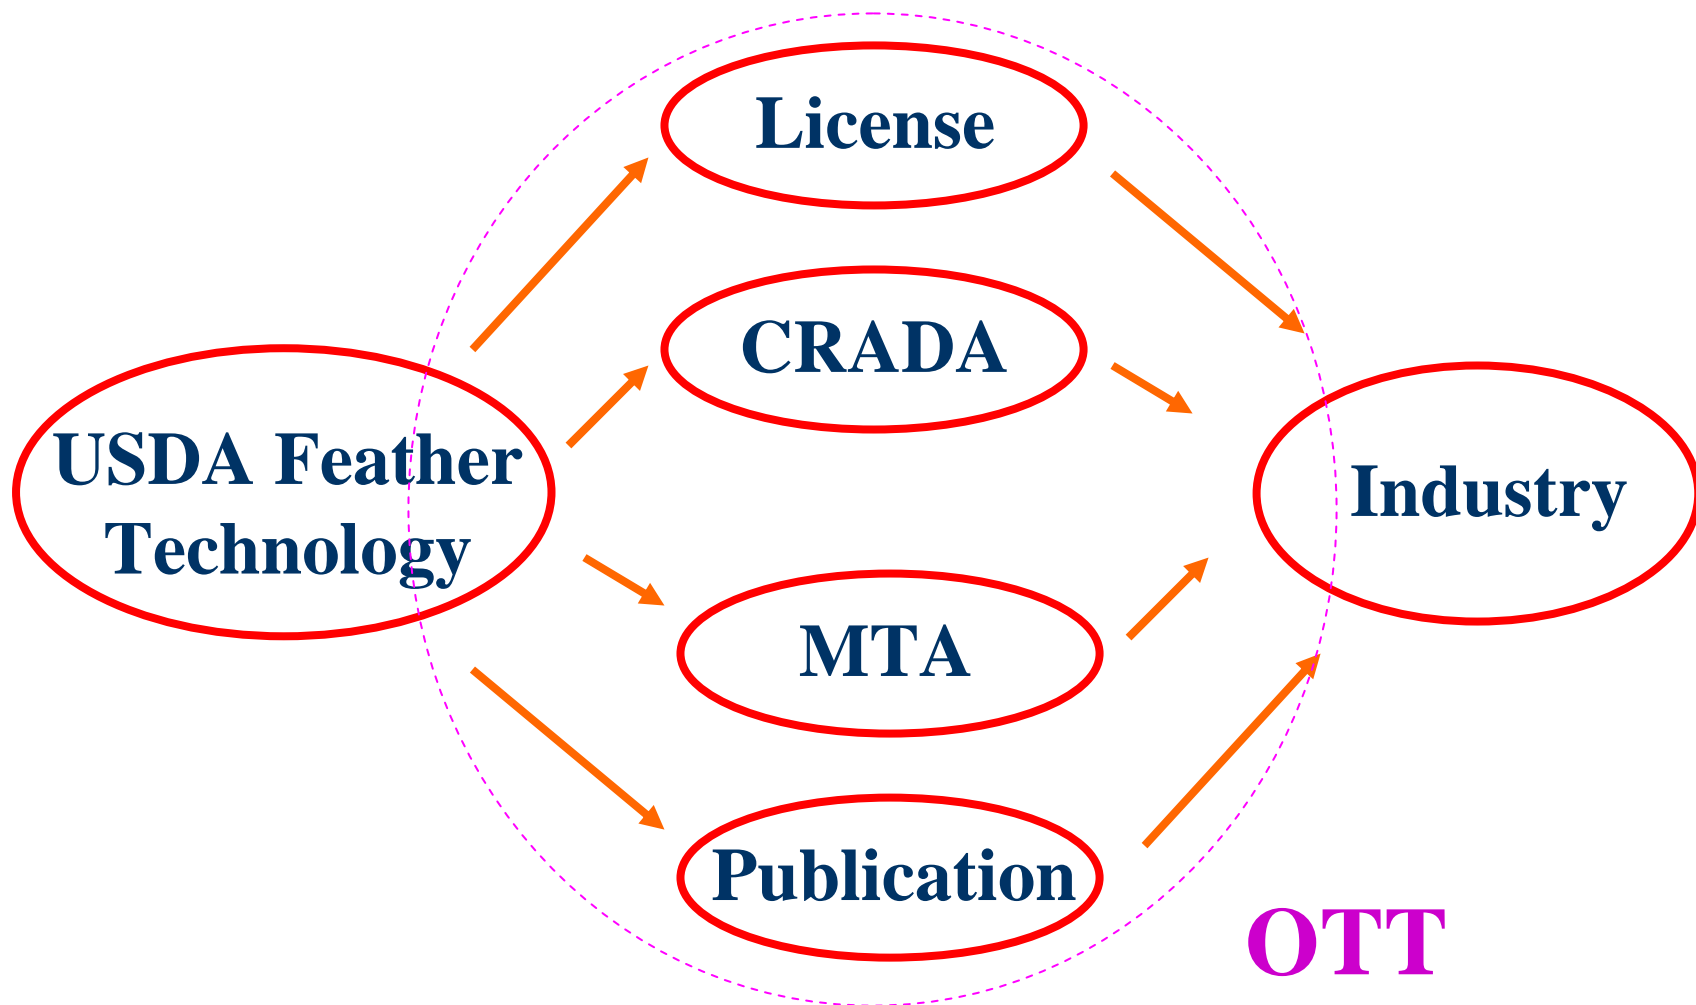 License
CRADA
USDA Feather
Technology
Industry
MTA
Publication
OTT